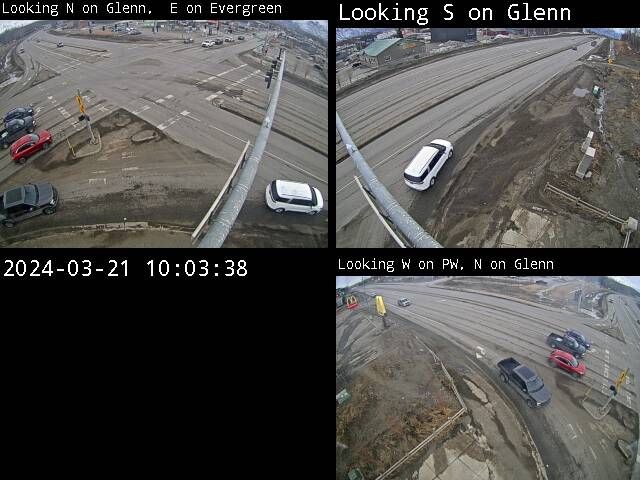 Looking N on Glenn,  E on Evergreen
Looking S on Glenn
2024-03-21 10:03:38
Looking W on PW, N on Glenn